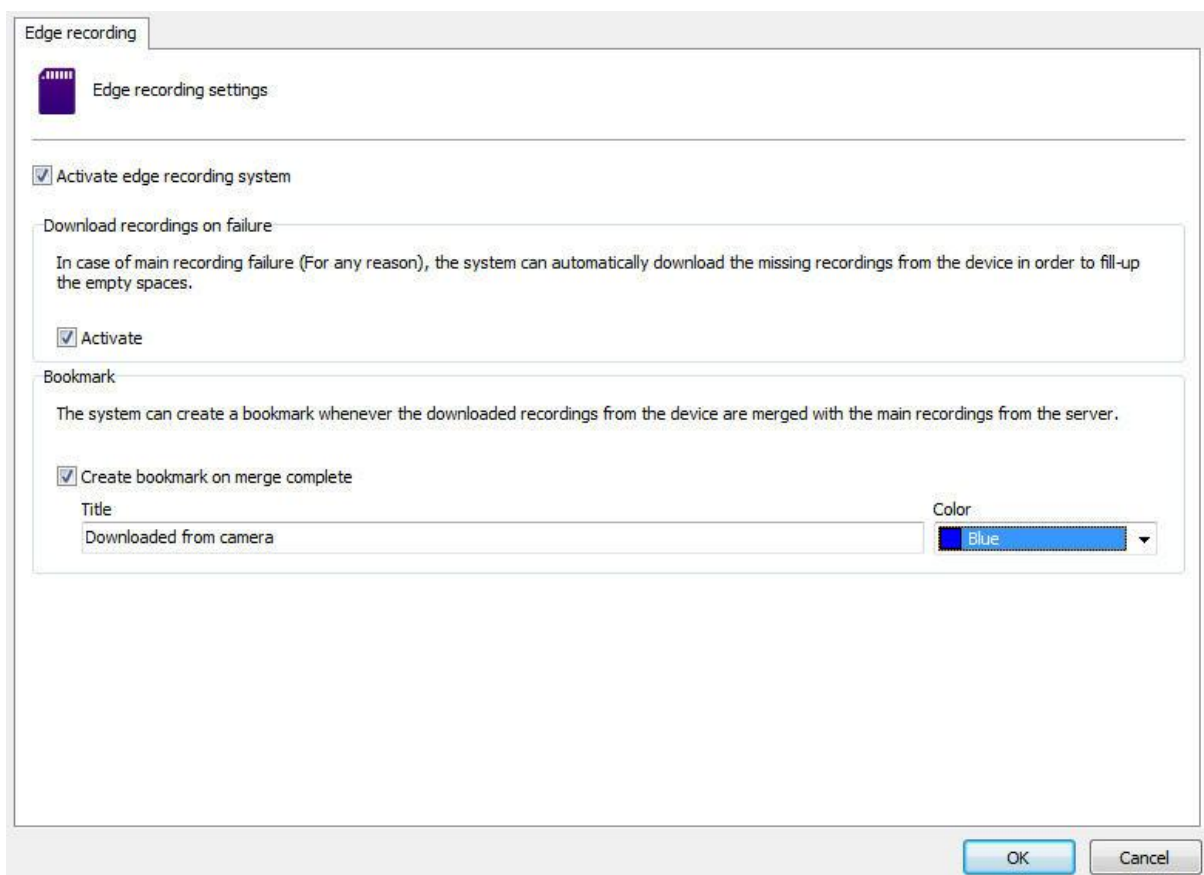 Edge recording
Edge recording settings
Activate edge recording system
Download recordings on failure
In case of main recording failure (For any reason), the system can automatically download the missing recordings from the device in order to fill-up
the empty spaces.
Activate
Bookmark
The system can create a bookmark whenever the downloaded recordings from the device are merged with the main recordings from the server.
Create bookmark on merge complete
Title Color
Downloaded from camera Blue
OK Cancel